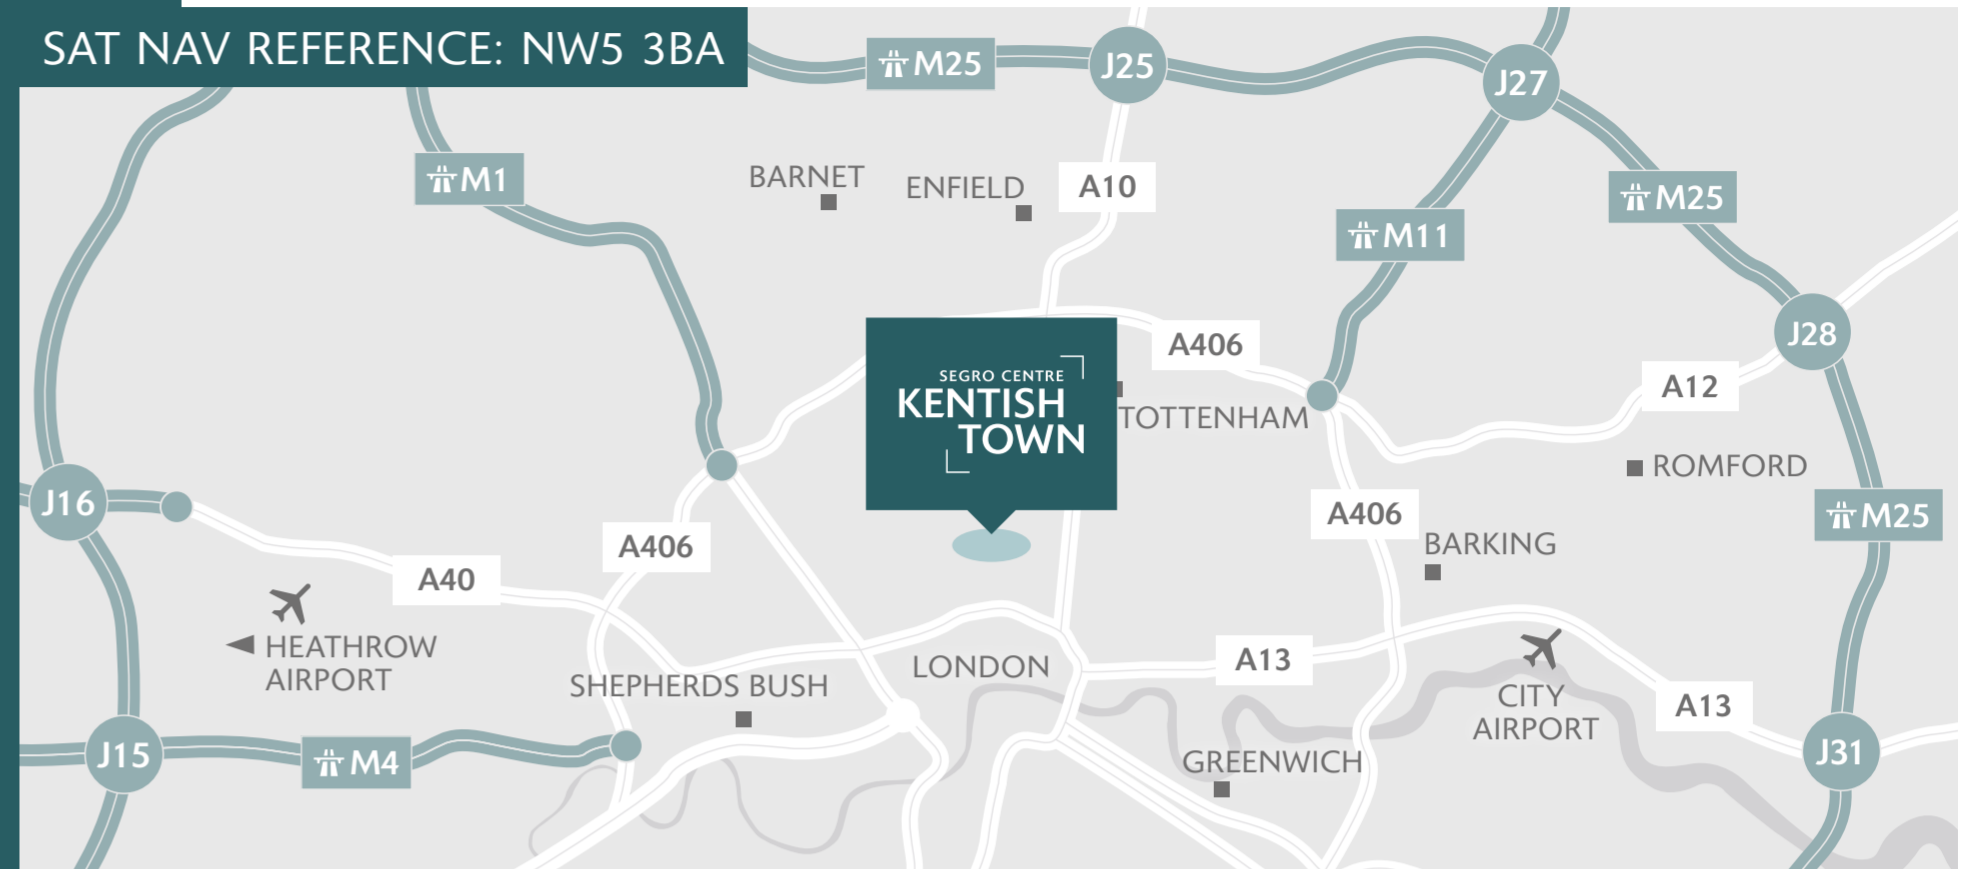 SAT NAV REFERENCE: NW5 3BA
M25
J25
J27
M1
BARNET
ENFIELD
A10
M11
M25
A406
J28
SEGRO CENTRE
KENTISH
TOWN
TOTTENHAM
A12
ROMFORD
J16
A406
A406
M25
BARKING
A40
HEATHROW
AIRPORT
SHEPHERDS BUSH
LONDON
A13
CITY
AIRPORT
A13
J15
M4
GREENWICH
J31